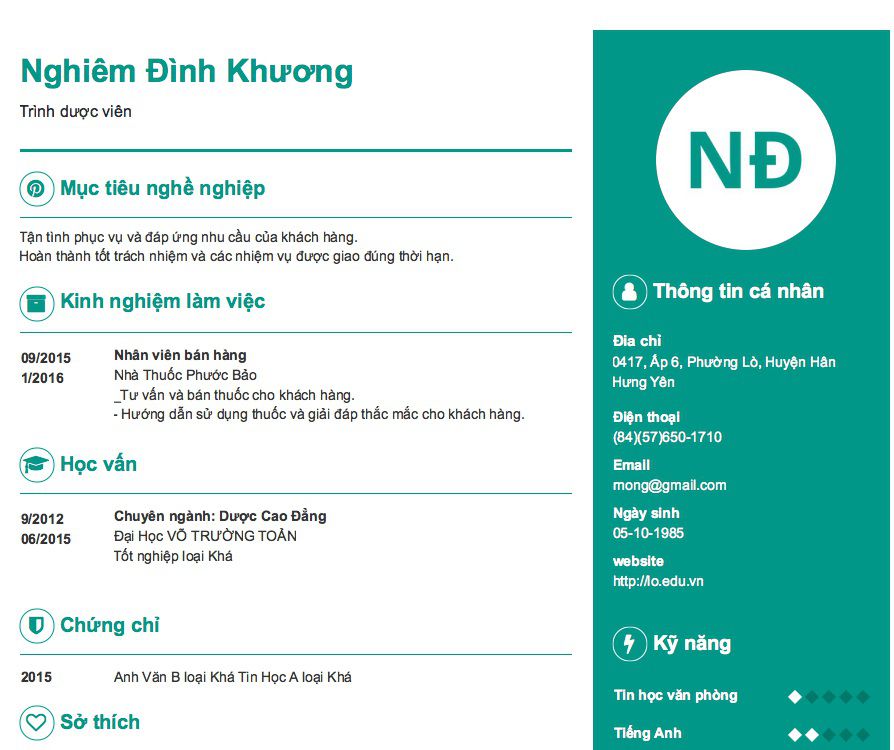 Nghiêm Đình Khương
Trình dược viên
Mục tiêu nghề nghiệp
Tận tình phục vụ và đáp ứng nhu cầu của khách hàng.
Hoàn thành tốt trách nhiệm và các nhiệm vụ được giao đúng thời hạn.
Kinh nghiệm làm việc
09/2015
1/2016
Nhân viên bán hàng
Nhà Thuốc Phước Bảo
_Tư vấn và bán thuốc cho khách hàng.
- Hướng dẫn sử dụng thuốc và giải đáp thắc mắc cho khách hàng.
Học vấn
9/2012
06/2015
Chuyên ngành: Dược Cao Đẳng
Đại Học VÕ TRƯỜNG TOẢN
Tốt nghiệp loại Khá
Chứng chỉ
2015
Anh Văn B loại Khá Tin Học A loại Khá
Sở thích
NĐ
Thông tin cá nhân
Địa chỉ
0417, Ấp 6, Phường Lò, Huyện Hân
Hưng Yên
Điện thoại
(84)(57)650-1710
Email
mong@gmail.com
Ngày sinh
05-10-1985
website
http://lo.edu.vn
Kỹ năng
Tin học văn phòng
Tiếng Anh